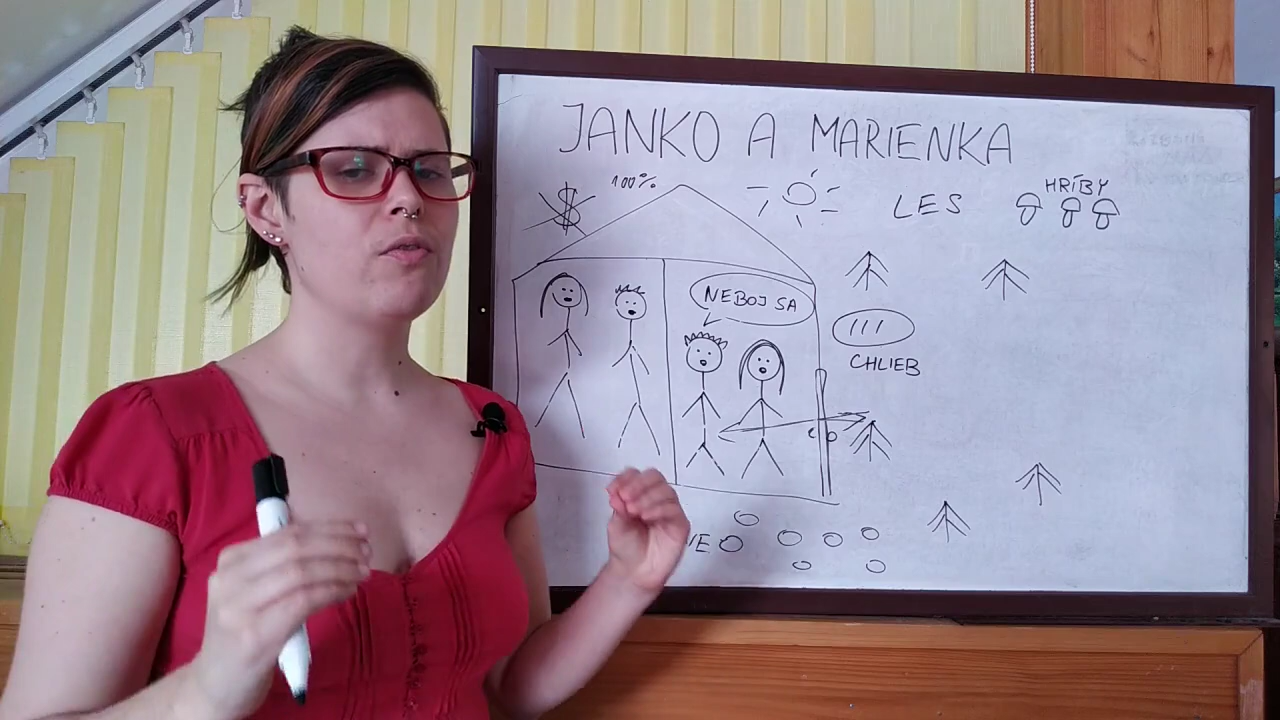 JANKO A MARIENKA
100%
LES
HRÍBY
NEBOJ SA
CHLIEB